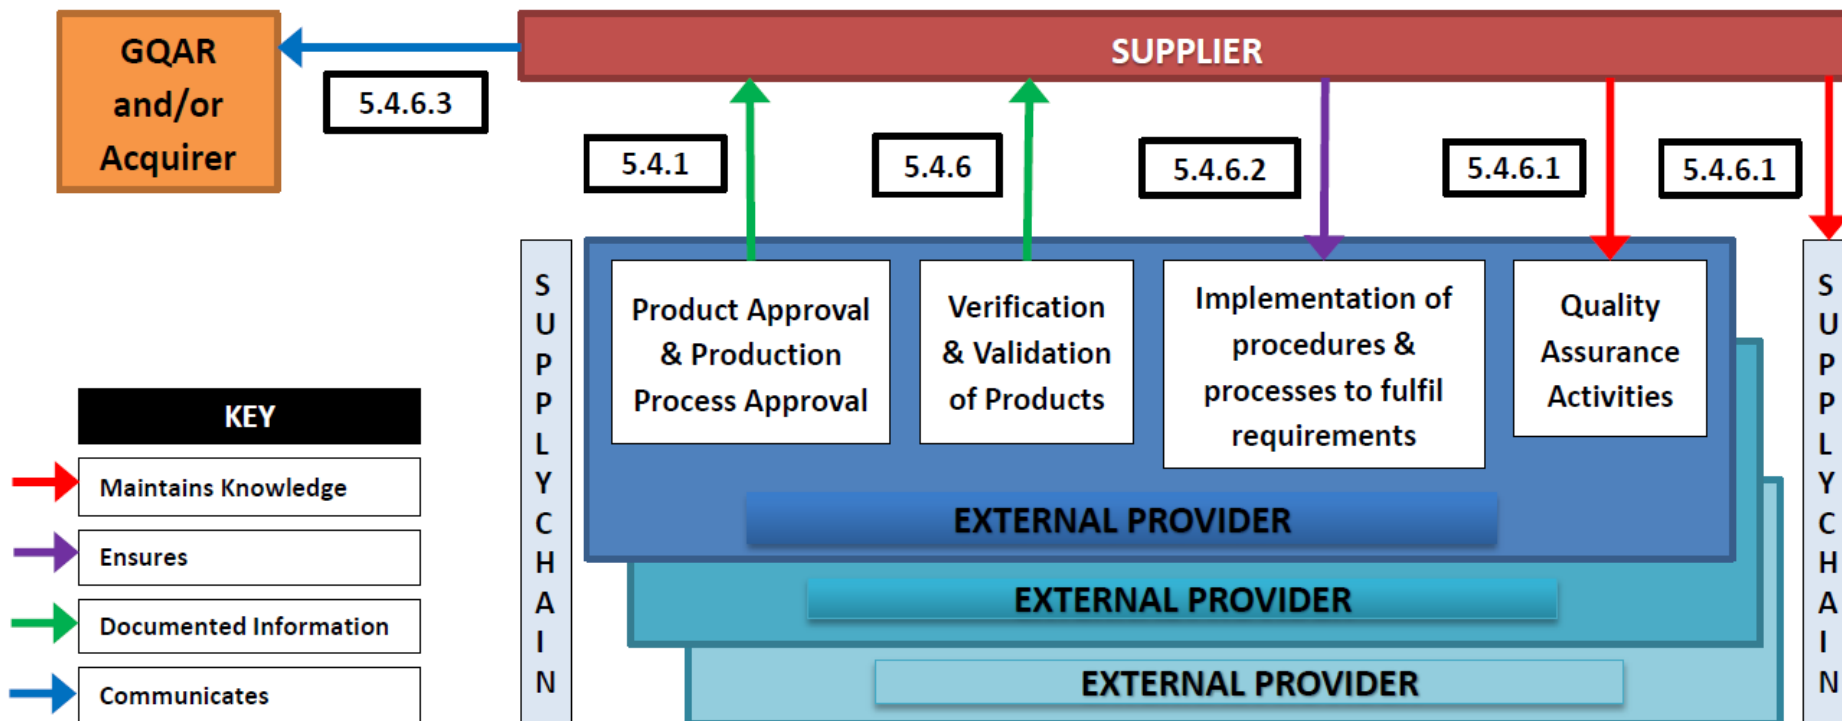 GQAR
and/or
Acquirer
SUPPLIER
5.4.6.3
5.4.1
5.4.6
5.4.6.2
5.4.6.1
5.4.6.1
SUPPLY CHAIN
Product Approval
& Production
Process Approval
Verification
& Validation
of Products
Implementation of
procedures &
processes to fulfil
requirements
Quality
Assurance
Activities
SUPPLY CHAIN
EXTERNAL PROVIDER
EXTERNAL PROVIDER
EXTERNAL PROVIDER
KEY
Maintains Knowledge
Ensures
Documented Information
Communicates